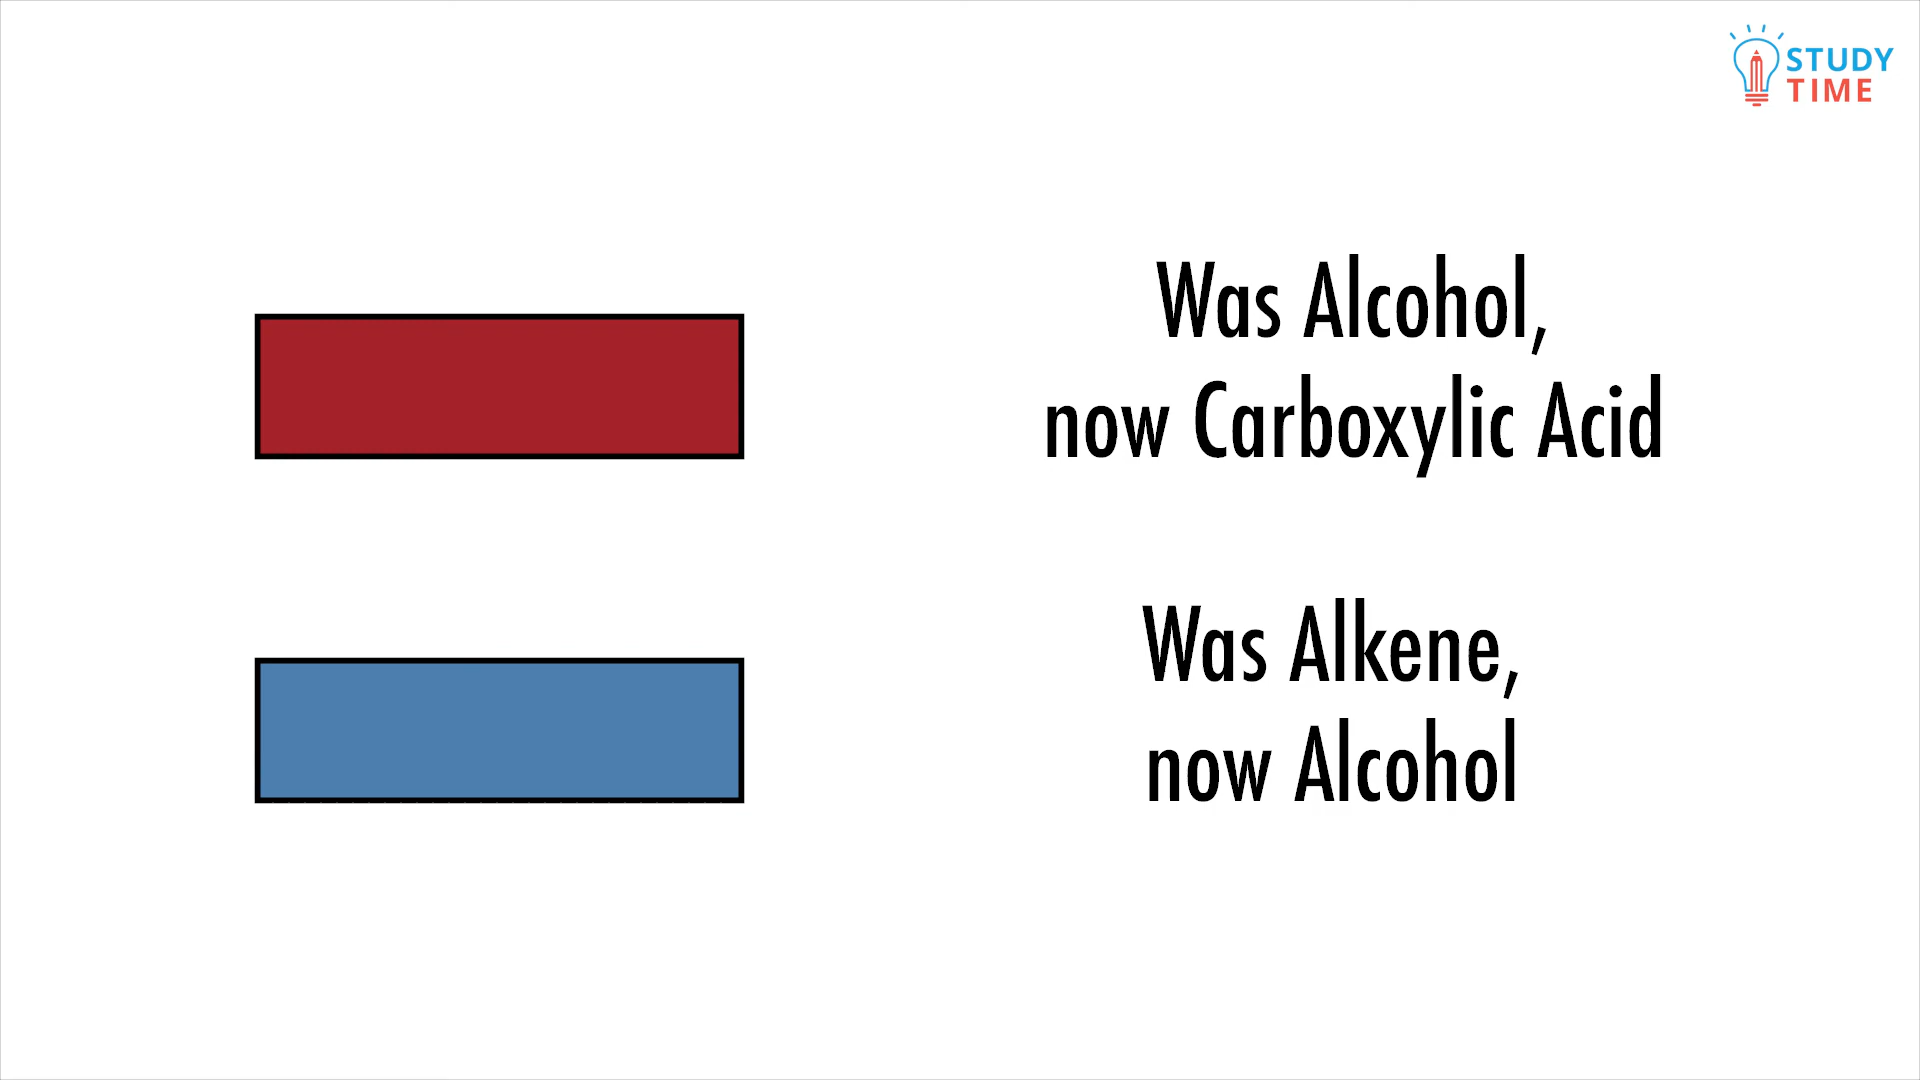 STUDY
TIME
Was Alcohol,
now Carboxylic Acid
Was Alkene,
now Alcohol